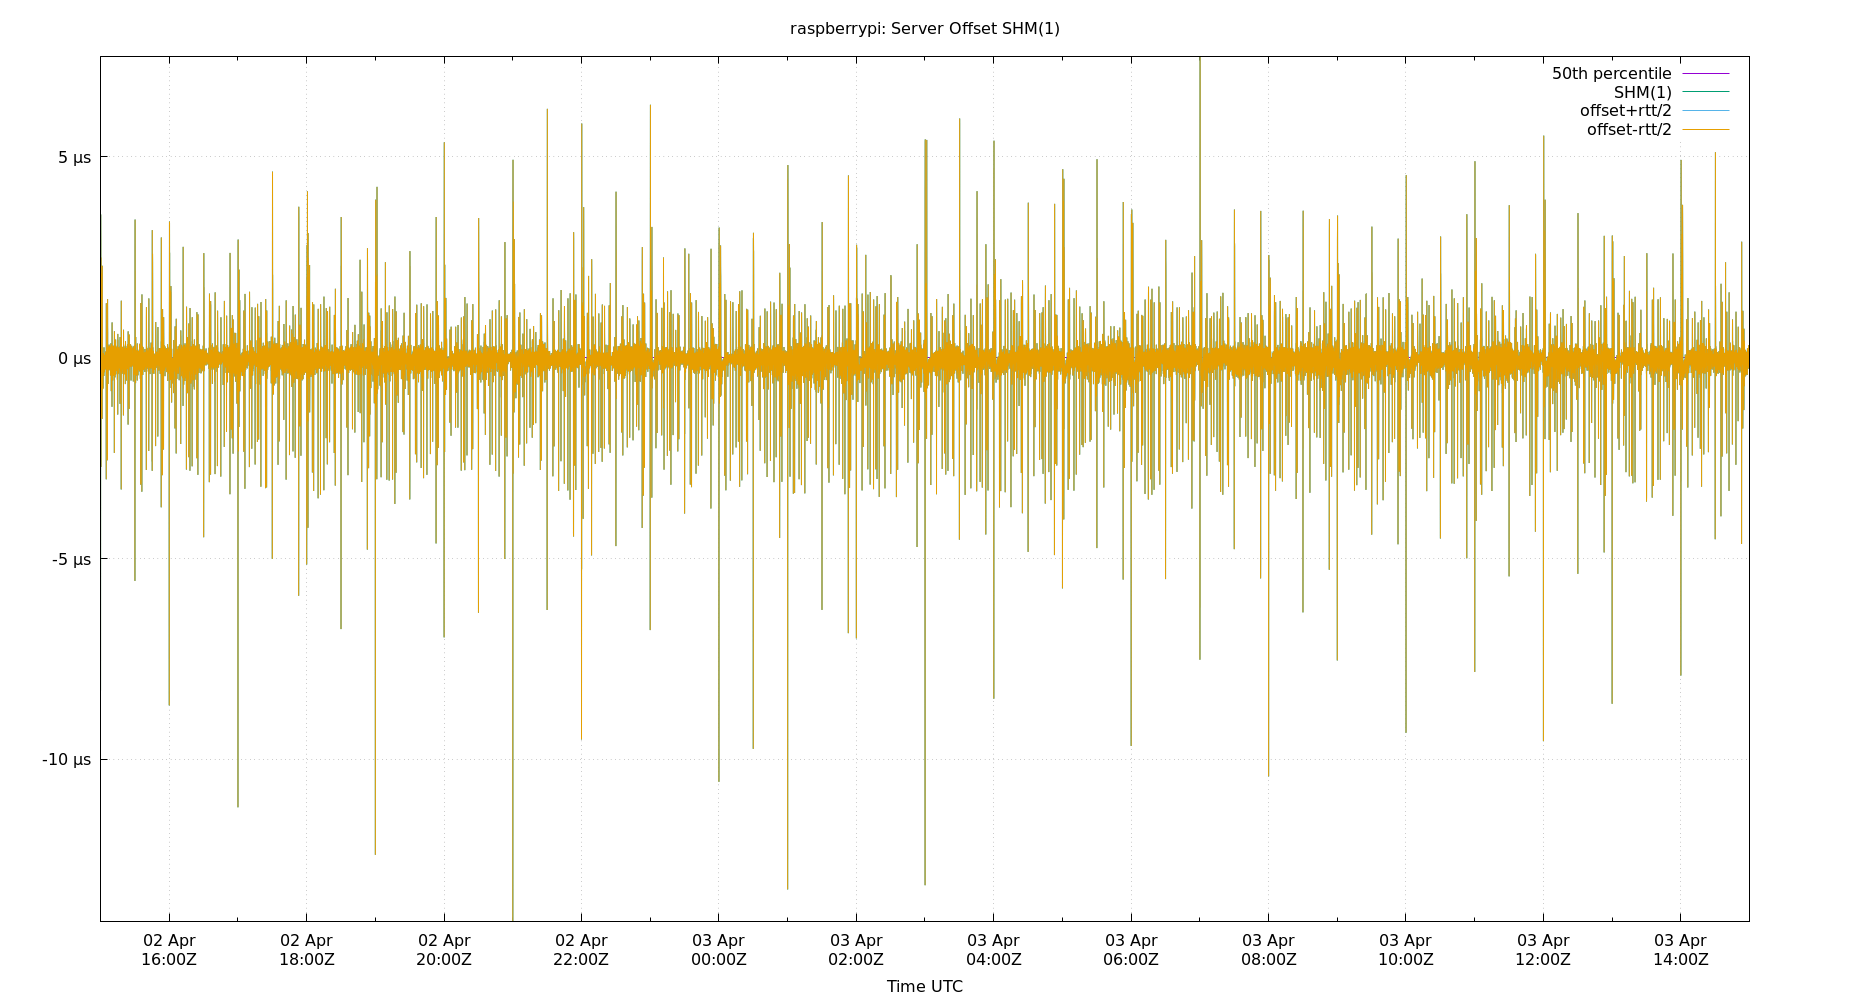 raspberrypi: Server Offset SHM(1)
50th percentile
SHM(1)
offset+rtt/2
offset-rtt/2
5 µs
0 µs
-5 µs
-10 µs
02 Apr 02 Apr 02 Apr 02 Apr 03 Apr 03 Apr 03 Apr 03 Apr 03 Apr 03 Apr 03 Apr 03 Apr
16:00Z 18:00Z 20:00Z 22:00Z 00:00Z 02:00Z 04:00Z 06:00Z 08:00Z 10:00Z 12:00Z 14:00Z
Time UTC